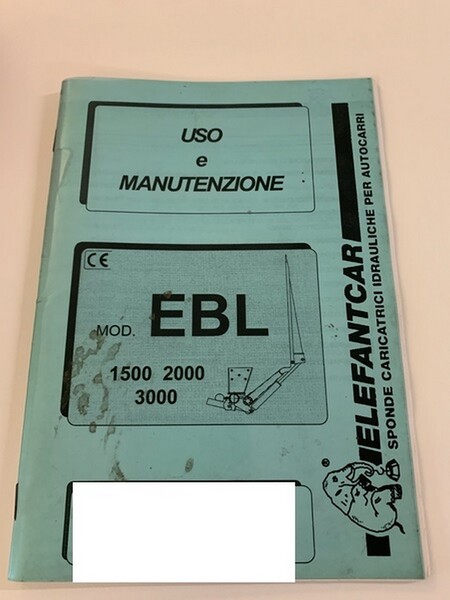 USO
e
MANUTENZIONE
CE
MOD. EBL
1500 2000
3000
ELEFANTCAR
SPONDE CARICATRICI IDRAULICHE PER AUTOCARRI
®